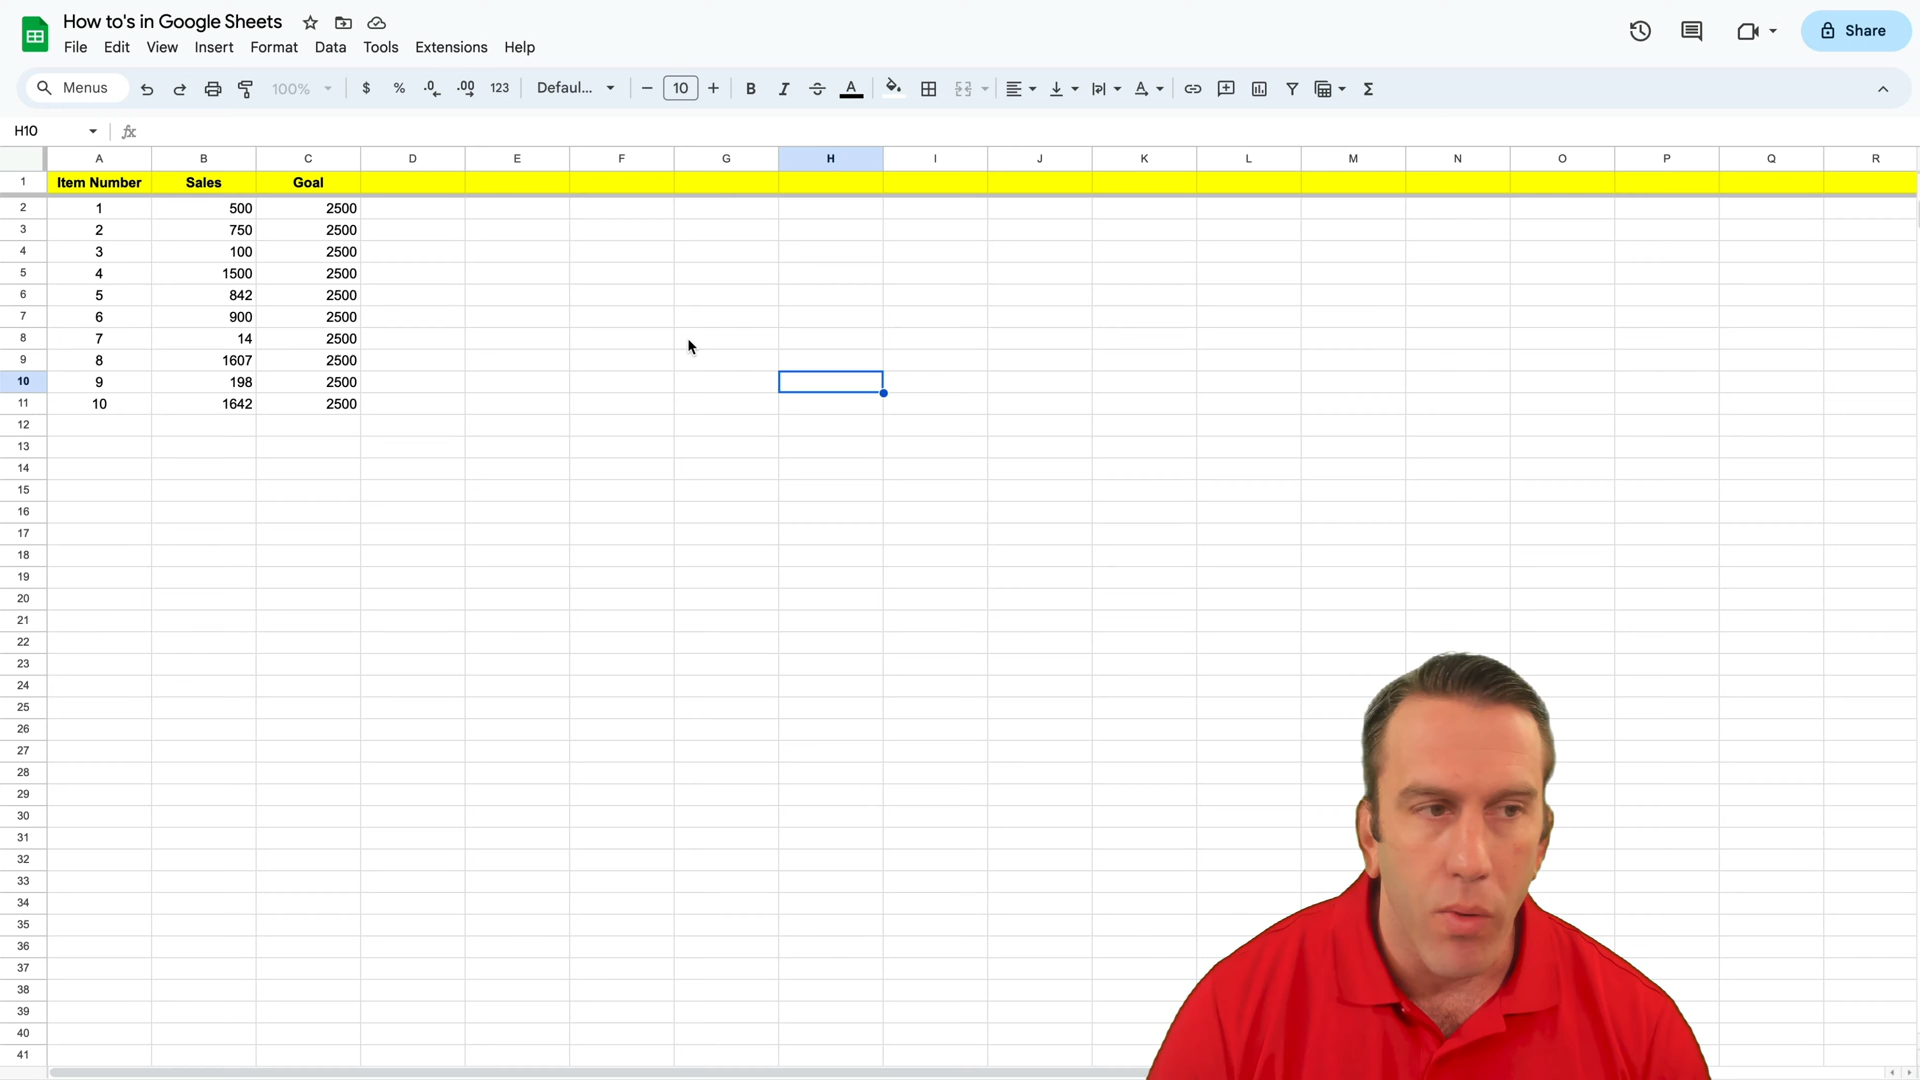 How to's in Google Sheets
File Edit View Insert Format Data Tools Extensions Help
Share
Menus 100% $ % .0 .00 123 Defaul... 10 B I A
H10 fx
A B C D E F G H I J K L M N O P Q R
1 Item Number Sales Goal
2 1 500 2500
3 2 750 2500
4 3 100 2500
5 4 1500 2500
6 5 842 2500
7 6 900 2500
8 7 14 2500
9 8 1607 2500
10 9 198 2500
11 10 1642 2500
12
13
14
15
16
17
18
19
20
21
22
23
24
25
26
27
28
29
30
31
32
33
34
35
36
37
38
39
40
41